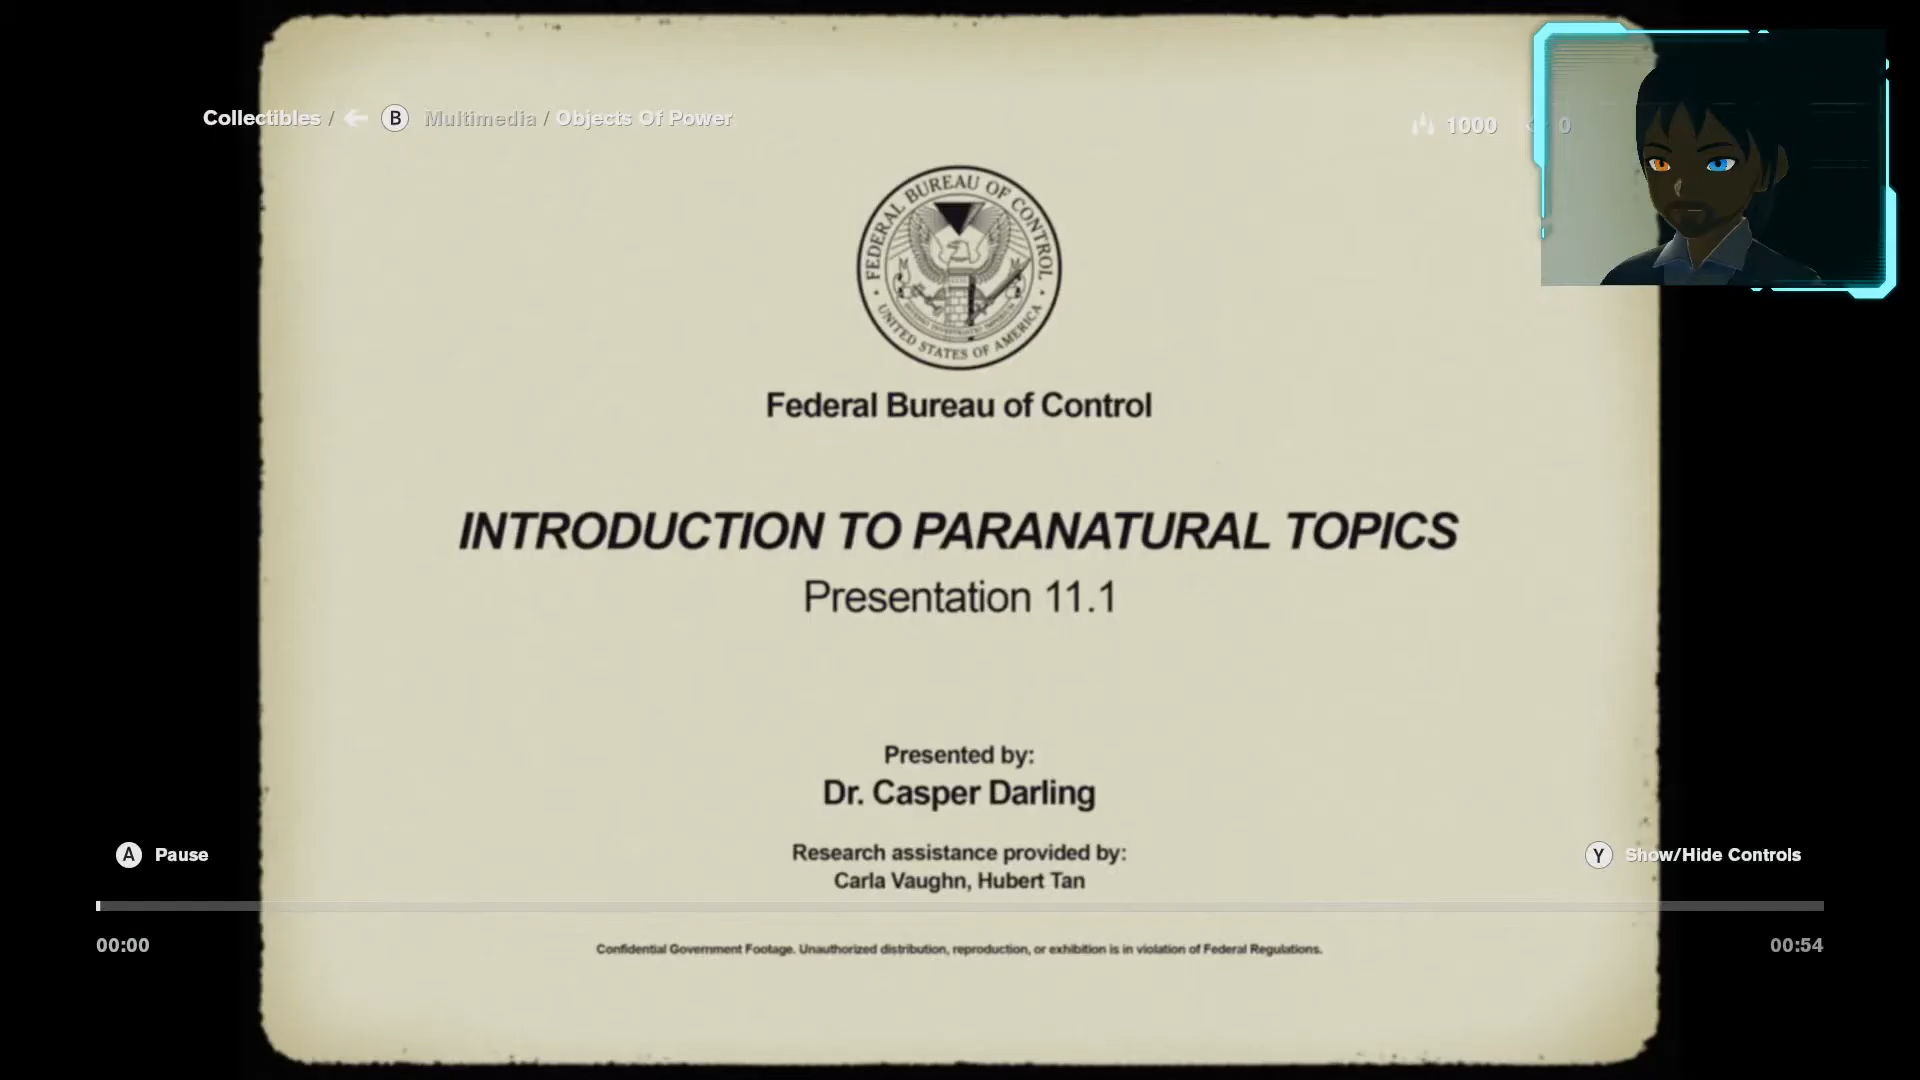 Collectibles / B Multimedia / Objects Of Power
1000 0
FEDERAL BUREAU OF CONTROL
UNITED STATES OF AMERICA
Federal Bureau of Control
INTRODUCTION TO PARANATURAL TOPICS
Presentation 11.1
Presented by:
Dr. Casper Darling
A Pause
Y Show/Hide Controls
Research assistance provided by:
Carla Vaughn, Hubert Tan
00:00
00:54
Confidential Government Footage. Unauthorized distribution, reproduction, or exhibition is in violation of Federal Regulations.